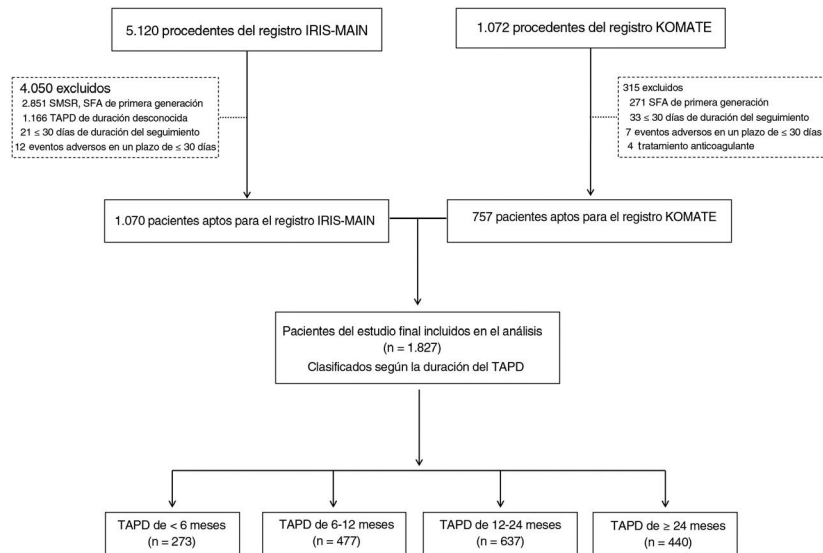 5.120 procedentes del registro IRIS-MAIN
1.072 procedentes del registro KOMATE
4.050 excluidos
2.851 SMSR, SFA de primera generación
1.166 TAPD de duración desconocida
21 ≤ 30 días de duración del seguimiento
12 eventos adversos en un plazo de ≤ 30 días
315 excluidos
271 SFA de primera generación
33 ≤ 30 días de duración del seguimiento
7 eventos adversos en un plazo de ≤ 30 días
4 tratamiento anticoagulante
1.070 pacientes aptos para el registro IRIS-MAIN
757 pacientes aptos para el registro KOMATE
Pacientes del estudio final incluidos en el análisis
(n = 1.827)
Clasificados según la duración del TAPD
TAPD de < 6 meses
(n = 273)
TAPD de 6-12 meses
(n = 477)
TAPD de 12-24 meses
(n = 637)
TAPD de ≥ 24 meses
(n = 440)